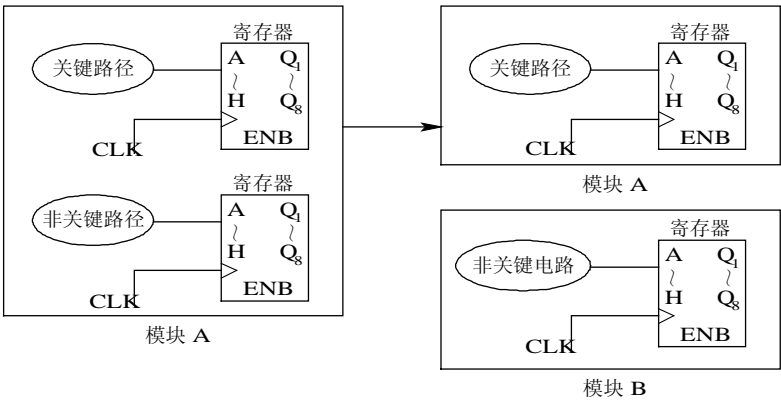 寄存器
关键路径
A Q1
~ ~
H Q8
CLK
ENB
寄存器
非关键路径
A Q1
~ ~
H Q8
CLK
ENB
模块 A
寄存器
关键路径
A Q1
~ ~
H Q8
CLK
ENB
模块 A
寄存器
非关键电路
A Q1
~ ~
H Q8
CLK
ENB
模块 B